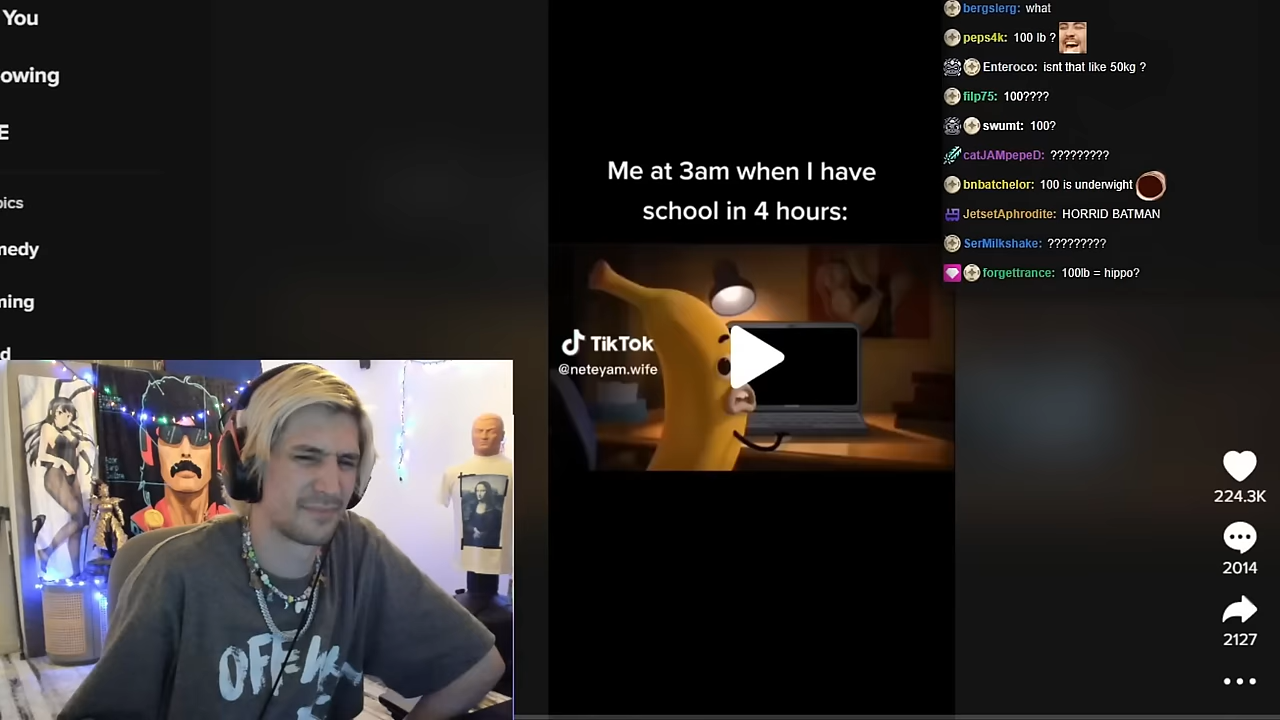 You
owing
E
pics
medy
ming
d
Me at 3am when I have
school in 4 hours:
TikTok
@neteyam.wife
bergslerg: what
peps4k: 100 lb ?
Enteroco: isnt that like 50kg ?
filp75: 100????
swumt: 100?
catJAMpepeD: ?????????
bnbatchelor: 100 is underwight
JetsetAphrodite: HORRID BATMAN
SerMilkshake: ?????????
forgettrance: 100lb = hippo?
224.3K
2014
2127
OFF